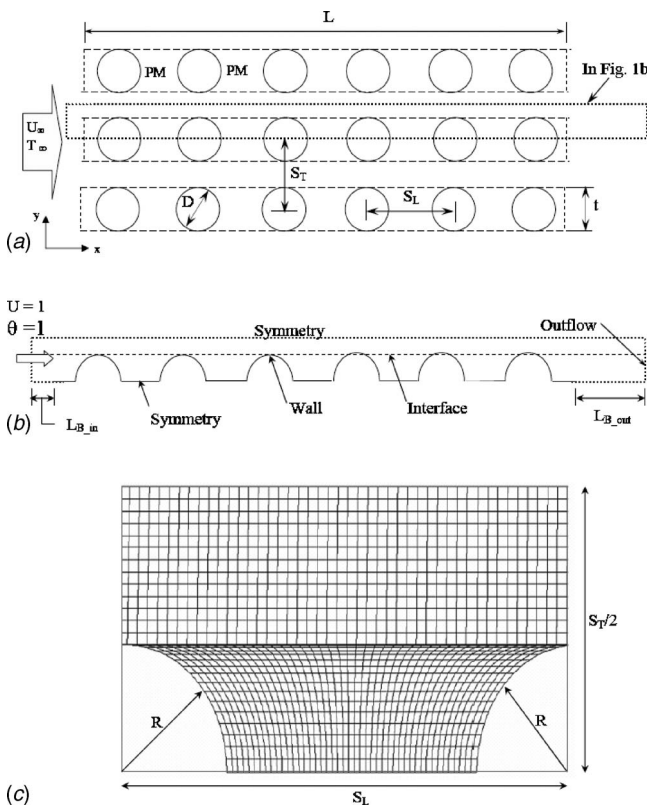 L
PM PM
In Fig. 1b
U∞
T∞
S_T
D
S_L
t
y
x
(a)
U = 1
θ = 1
Symmetry
Outflow
Symmetry
Wall
Interface
L_B_in
L_B_out
(b)
S_T/2
R
R
S_L
(c)